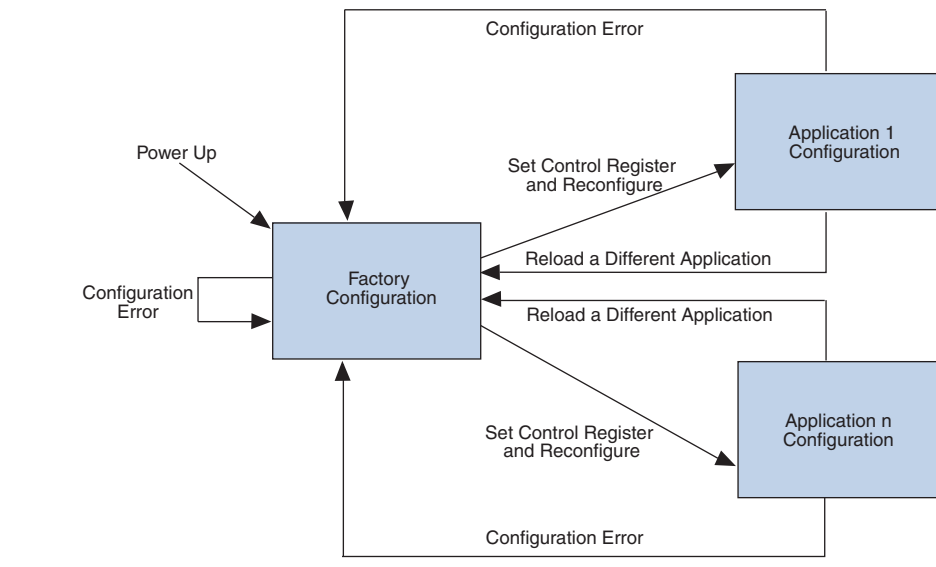 Configuration Error
Application 1
Configuration
Power Up
Set Control Register
and Reconfigure
Reload a Different Application
Factory
Configuration
Configuration
Error
Reload a Different Application
Application n
Configuration
Set Control Register
and Reconfigure
Configuration Error